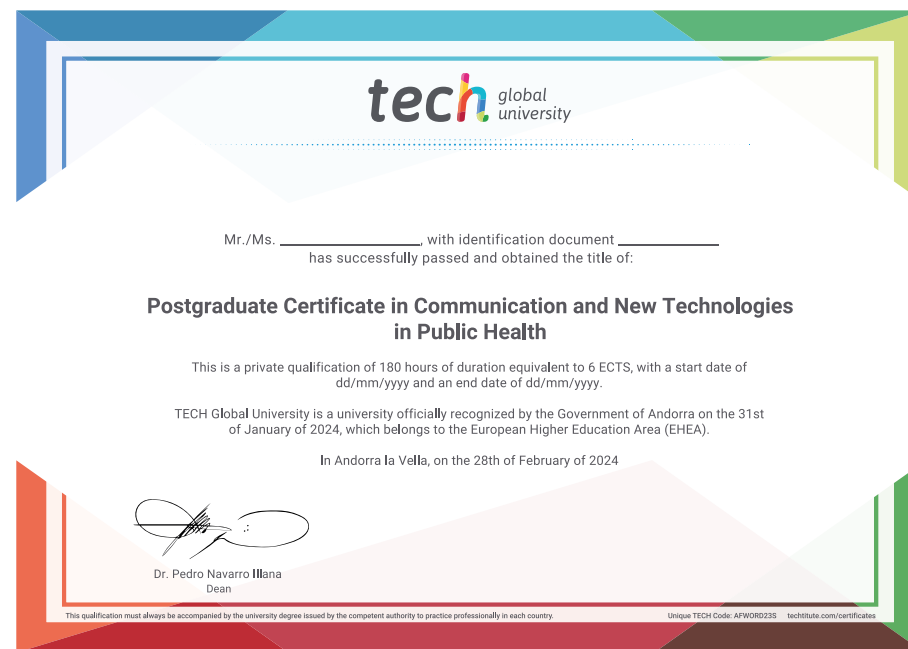 tech global university
Mr./Ms. ____________, with identification document ____________
has successfully passed and obtained the title of:
Postgraduate Certificate in Communication and New Technologies
in Public Health
This is a private qualification of 180 hours of duration equivalent to 6 ECTS, with a start date of
dd/mm/yyyy and an end date of dd/mm/yyyy.
TECH Global University is a university officially recognized by the Government of Andorra on the 31st
of January of 2024, which belongs to the European Higher Education Area (EHEA).
In Andorra la Vella, on the 28th of February of 2024
Dr. Pedro Navarro Illana
Dean
This qualification must always be accompanied by the university degree issued by the competent authority to practice professionally in each country. Unique TECH Code: AFWORD23S techtitute.com/certificates